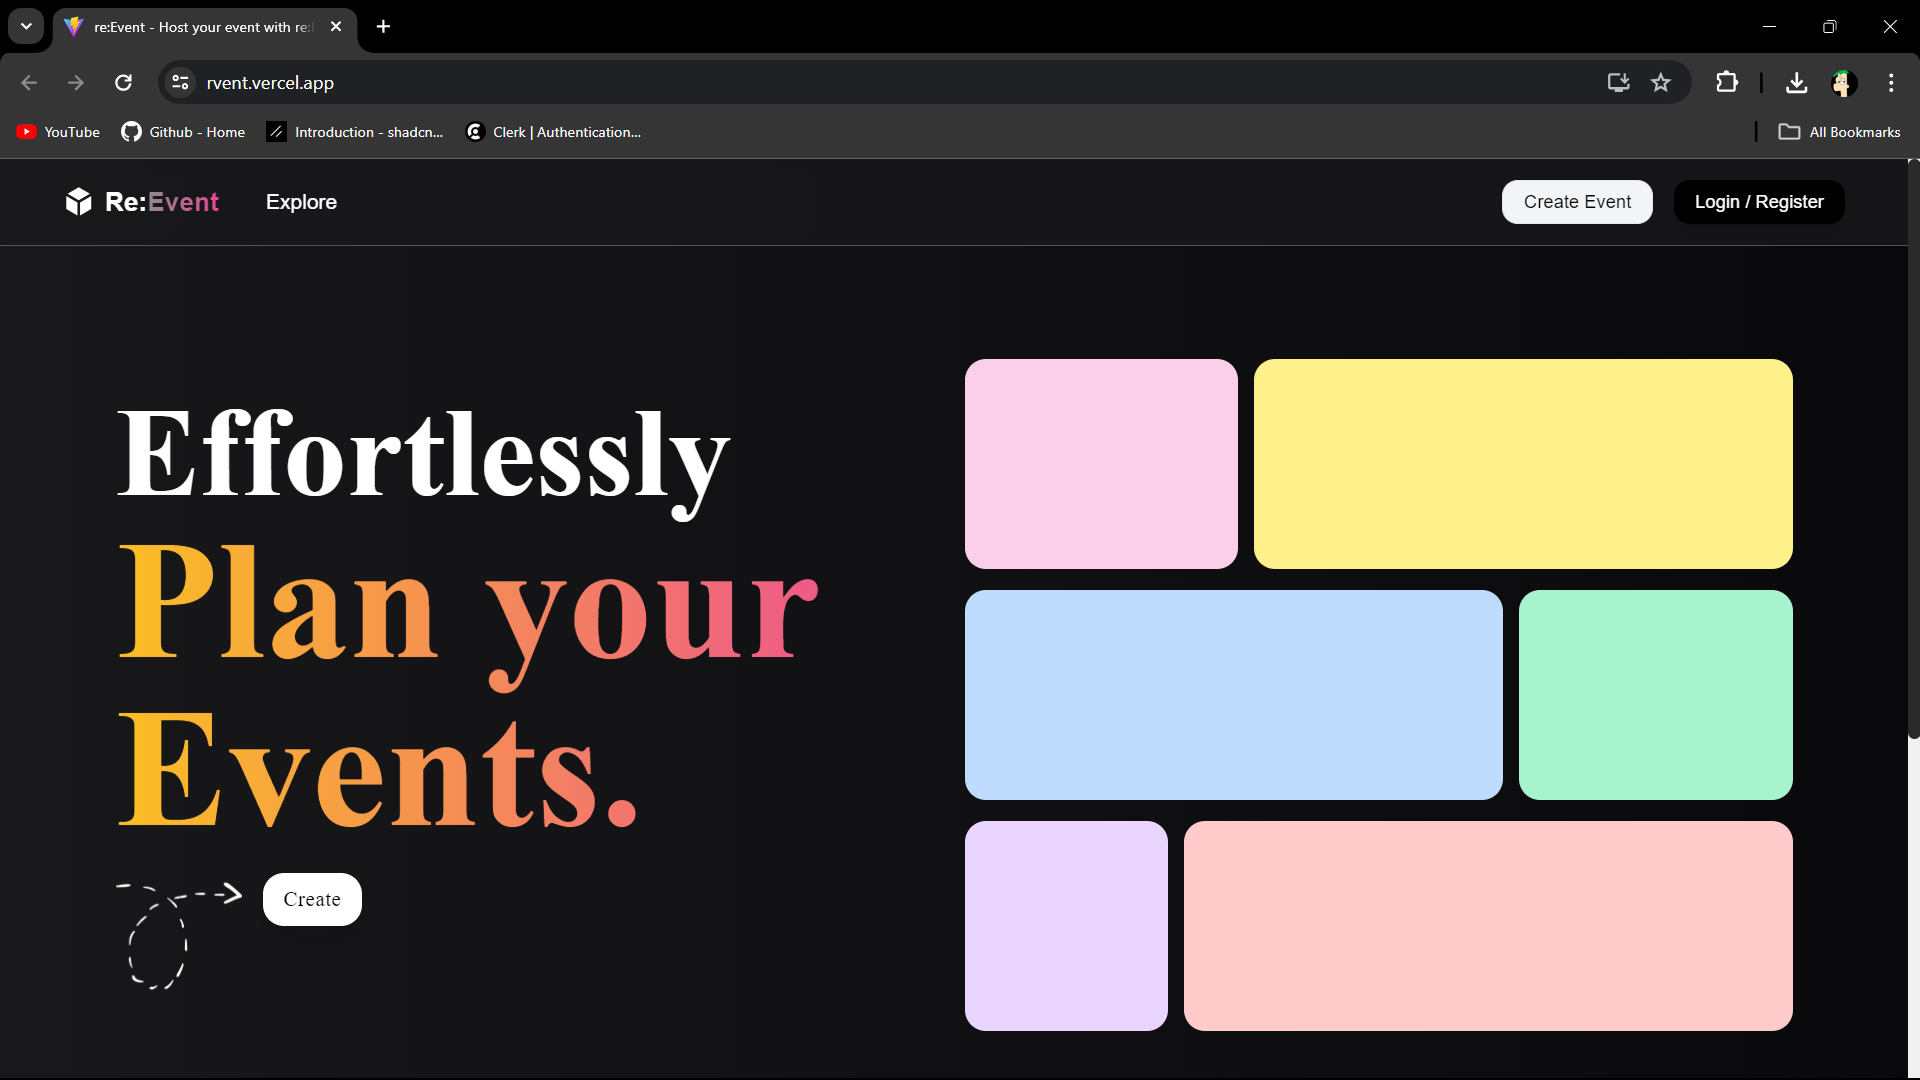 re:Event - Host your event with re:
rvent.vercel.app
YouTube
Github - Home
Introduction - shadcn...
Clerk | Authentication...
All Bookmarks
Re:Event
Explore
Create Event
Login / Register
Effortlessly
Plan your
Events.
Create